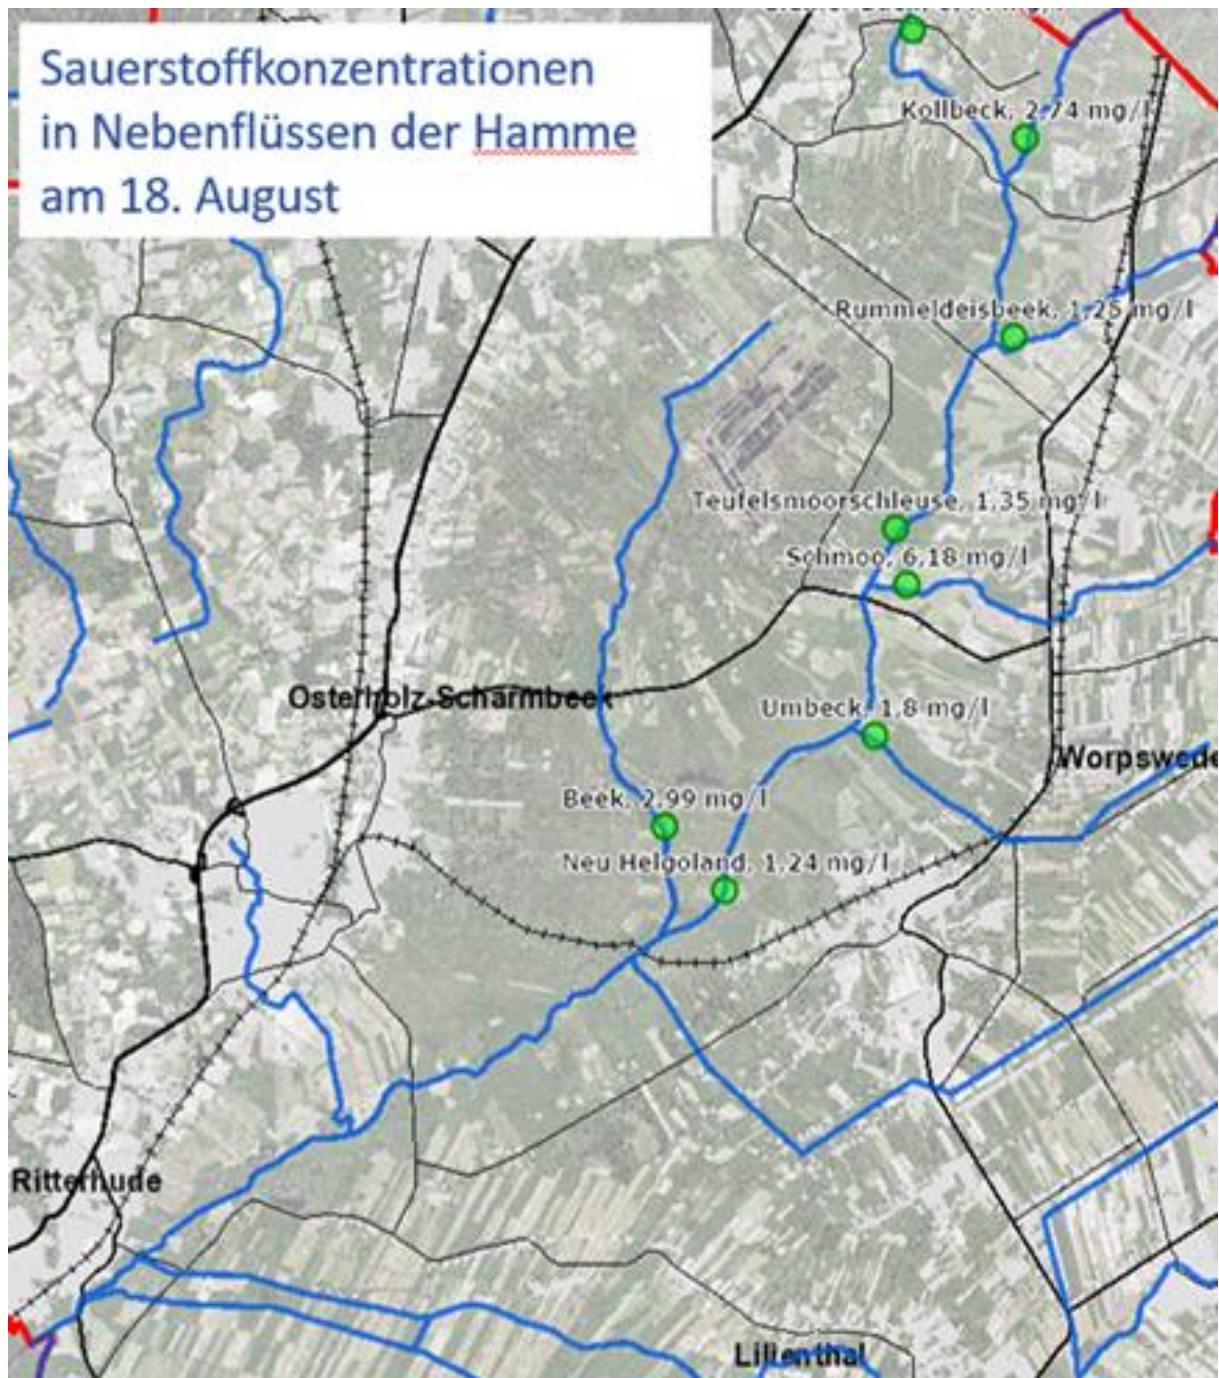 Sauerstoffkonzentrationen
in Nebenflüssen der Hamme
am 18. August
Kollbeck, 2,74 mg/l
Rummeldeisbeek, 1,25 mg/l
Teufelsmoorschleuse, 1,35 mg/l
Schmoo, 6,18 mg/l
Osterholz-Scharmbeck
Umbeck, 1,8 mg/l
Worpswede
Beek, 2,99 mg/l
Neu Helgoland, 1,24 mg/l
Ritterhude
Lilienthal